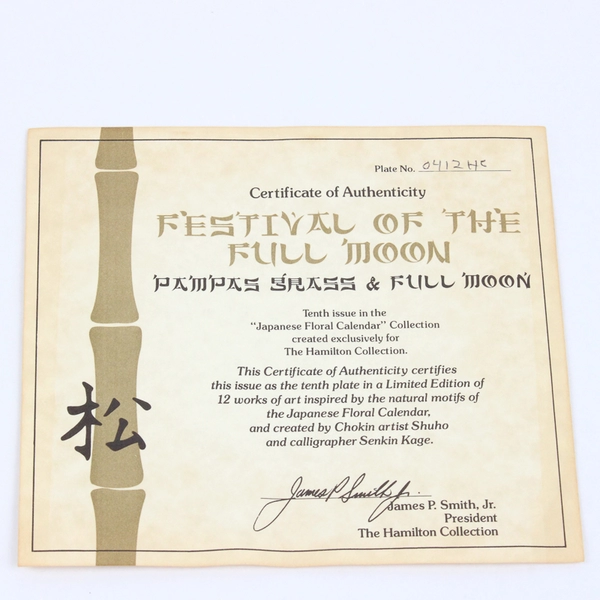 Plate No. 0412HC
Certificate of Authenticity
FESTIVAL OF THE
FULL MOON
PAMPAS GRASS & FULL MOON
Tenth issue in the
"Japanese Floral Calendar" Collection
created exclusively for
The Hamilton Collection.
This Certificate of Authenticity certifies
this issue as the tenth plate in a Limited Edition of
12 works of art inspired by the natural motifs of
the Japanese Floral Calendar,
and created by Chokin artist Shuho
and calligrapher Senkin Kage.
松
James P Smith Jr.
James P. Smith, Jr.
President
The Hamilton Collection